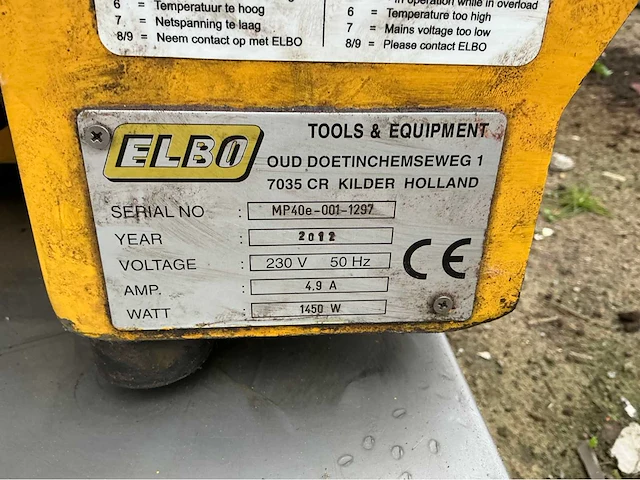 6 = Temperatuur te hoog
7 = Netspanning te laag
8/9 = Neem contact op met ELBO
in operation while in overload
6 = Temperature too high
7 = Mains voltage too low
8/9 = Please contact ELBO
ELBO
TOOLS & EQUIPMENT
OUD DOETINCHEMSEWEG 1
7035 CR KILDER HOLLAND
SERIAL NO : MP40e-001-1297
YEAR : 2012
VOLTAGE : 230 V 50 Hz
AMP. : 4.9 A
WATT : 1450 W
CE